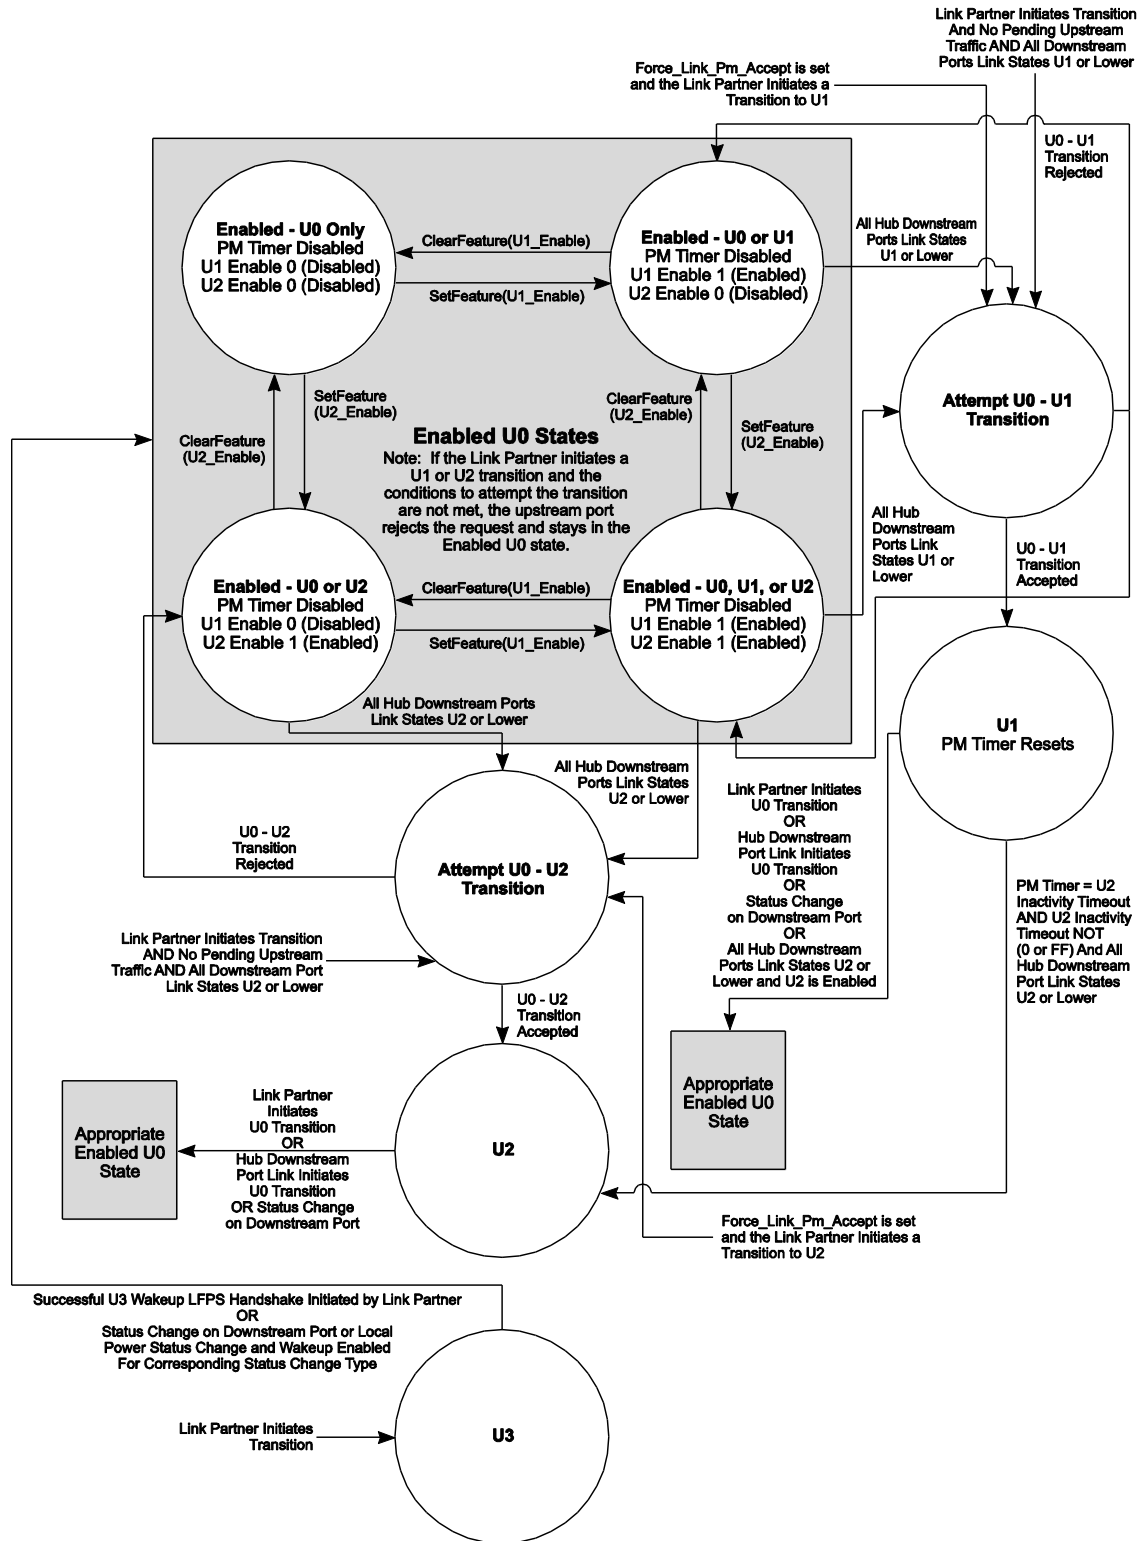 Link Partner Initiates Transition
And No Pending Upstream
Traffic AND All Downstream
Ports Link States U1 or Lower
Force_Link_Pm_Accept is set
and the Link Partner Initiates a
Transition to U1
U0 - U1
Transition
Rejected
Enabled - U0 Only
PM Timer Disabled
U1 Enable 0 (Disabled)
U2 Enable 0 (Disabled)
ClearFeature(U1_Enable)
SetFeature(U1_Enable)
Enabled - U0 or U1
PM Timer Disabled
U1 Enable 1 (Enabled)
U2 Enable 0 (Disabled)
All Hub Downstream
Ports Link States
U1 or Lower
Attempt U0 - U1
Transition
SetFeature
(U2_Enable)
ClearFeature
(U2_Enable)
ClearFeature
(U2_Enable)
SetFeature
(U2_Enable)
Enabled U0 States
Note: If the Link Partner initiates a
U1 or U2 transition and the
conditions to attempt the transition
are not met, the upstream port
rejects the request and stays in the
Enabled U0 state.
All Hub
Downstream
Ports Link
States U1 or
Lower
U0 - U1
Transition
Accepted
Enabled - U0 or U2
PM Timer Disabled
U1 Enable 0 (Disabled)
U2 Enable 1 (Enabled)
ClearFeature(U1_Enable)
SetFeature(U1_Enable)
Enabled - U0, U1, or U2
PM Timer Disabled
U1 Enable 1 (Enabled)
U2 Enable 1 (Enabled)
All Hub Downstream Ports
Link States U2 or Lower
U1
PM Timer Resets
All Hub Downstream
Ports Link States
U2 or Lower
Link Partner Initiates
U0 Transition
OR
Hub Downstream
Port Link Initiates
U0 Transition
OR
Status Change
on Downstream Port
OR
All Hub Downstream
Ports Link States U2 or
Lower and U2 is Enabled
U0 - U2
Transition
Rejected
Attempt U0 - U2
Transition
PM Timer = U2
Inactivity Timeout
AND U2 Inactivity
Timeout NOT
(0 or FF) And All
Hub Downstream
Port Link States
U2 or Lower
Link Partner Initiates Transition
AND No Pending Upstream
Traffic AND All Downstream Port
Link States U2 or Lower
U0 - U2
Transition
Accepted
Appropriate
Enabled U0
State
Link Partner
Initiates
U0 Transition
OR
Hub Downstream
Port Link Initiates
U0 Transition
OR Status Change
on Downstream Port
Appropriate
Enabled U0
State
U2
Force_Link_Pm_Accept is set
and the Link Partner Initiates a
Transition to U2
Successful U3 Wakeup LFPS Handshake Initiated by Link Partner
OR
Status Change on Downstream Port or Local
Power Status Change and Wakeup Enabled
For Corresponding Status Change Type
Link Partner Initiates
Transition
U3